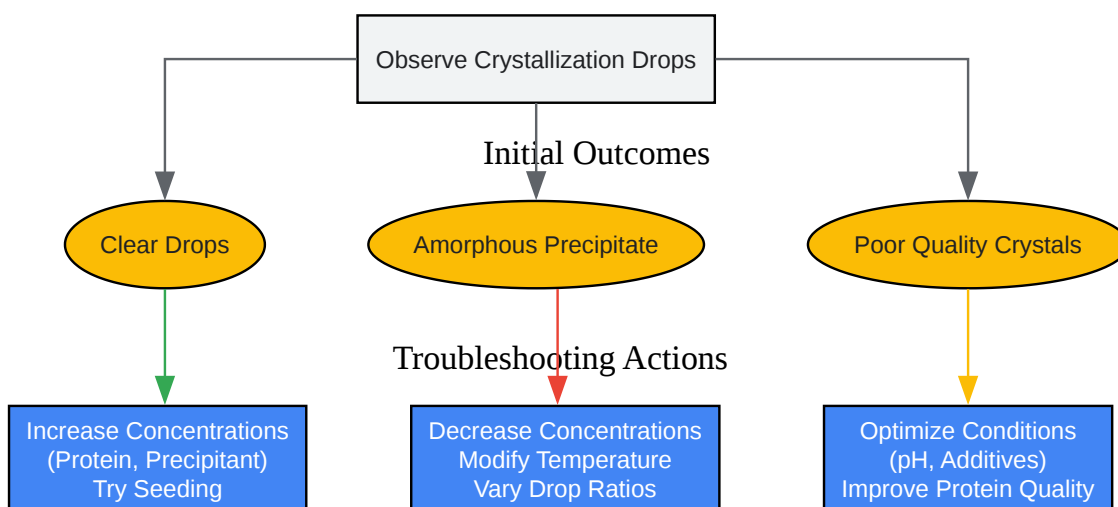 Observe Crystallization Drops
Initial Outcomes
Clear Drops
Amorphous Precipitate
Poor Quality Crystals
Troubleshooting Actions
Increase Concentrations
(Protein, Precipitant)
Try Seeding
Decrease Concentrations
Modify Temperature
Vary Drop Ratios
Optimize Conditions
(pH, Additives)
Improve Protein Quality